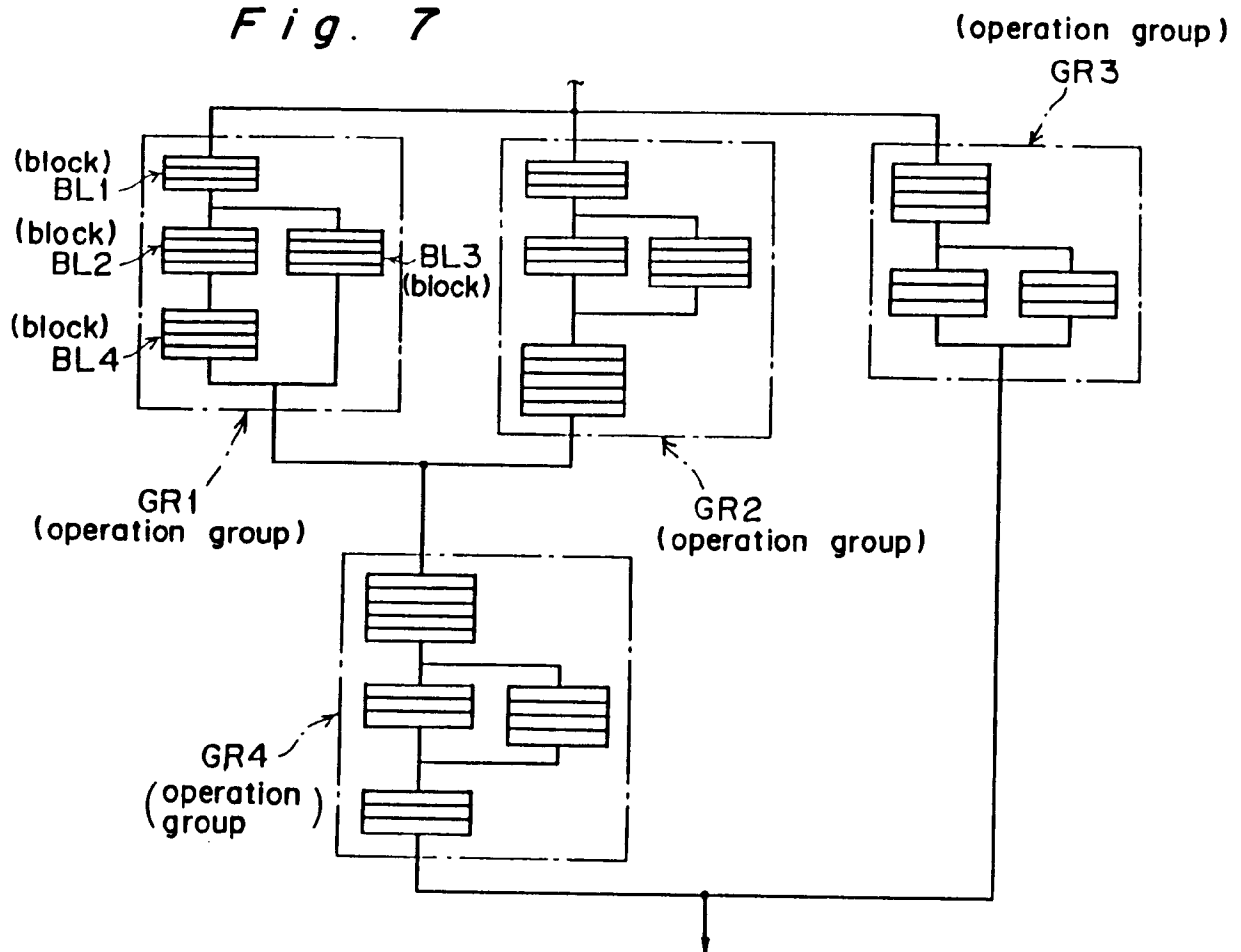 Fig. 7
(operation group)
GR3
(block)
BL1
(block)
BL2
BL3
(block)
(block)
BL4
GR1
(operation group)
GR2
(operation group)
GR4
(operation
group)